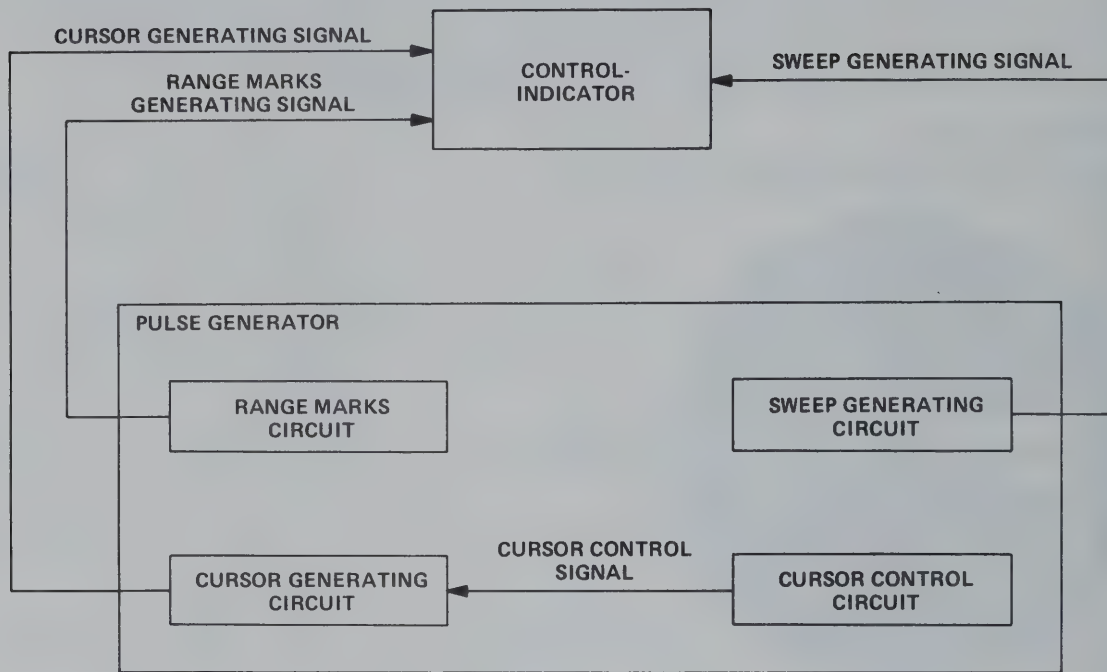 CURSOR GENERATING SIGNAL
RANGE MARKS
GENERATING SIGNAL
CONTROL-
INDICATOR
SWEEP GENERATING SIGNAL
PULSE GENERATOR
RANGE MARKS
CIRCUIT
SWEEP GENERATING
CIRCUIT
CURSOR GENERATING
CIRCUIT
CURSOR CONTROL
SIGNAL
CURSOR CONTROL
CIRCUIT